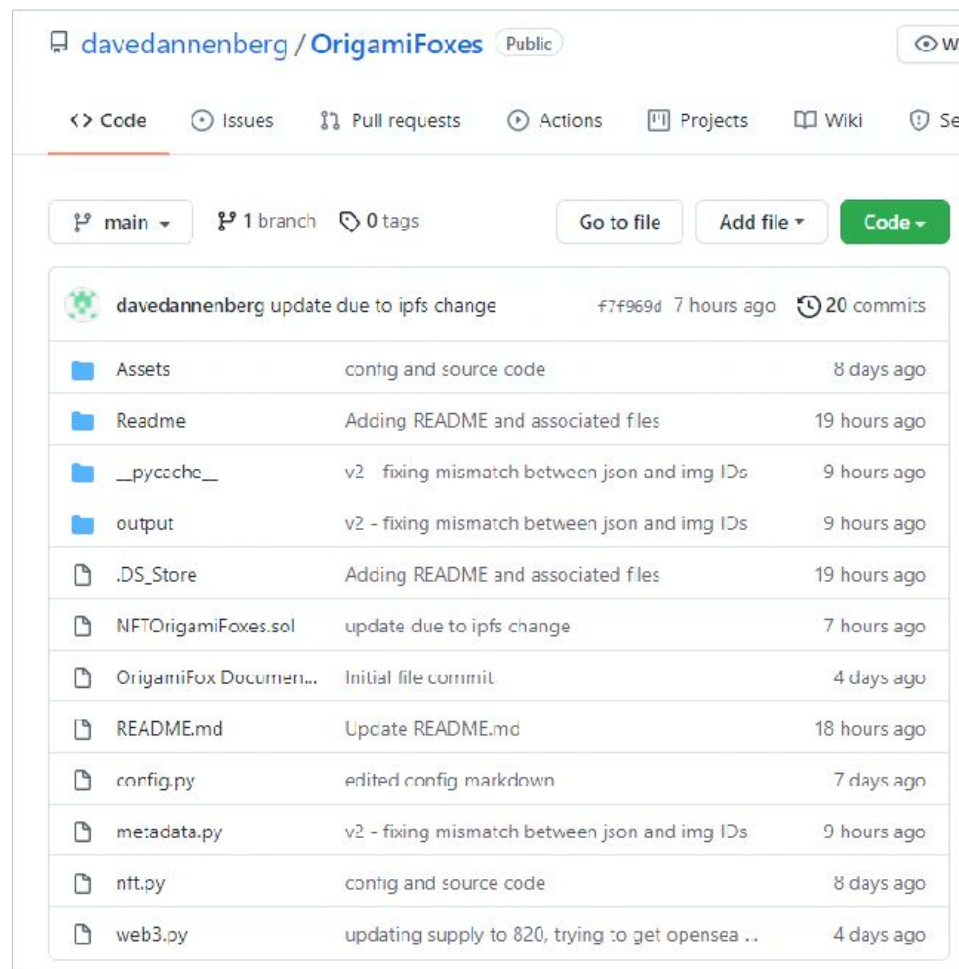 davedannenberg / OrigamiFoxes Public
<> Code Issues Pull requests Actions Projects Wiki Se
main 1 branch 0 tags Go to file Add file Code
davedannenberg update due to ipfs change f7f969d 7 hours ago 20 commits
Assets config and source code 8 days ago
Readme Adding README and associated files 19 hours ago
__pycache__ v2 - fixing mismatch between json and img IDs 9 hours ago
output v2 - fixing mismatch between json and img IDs 9 hours ago
.DS_Store Adding README and associated files 19 hours ago
NFTOrigamiFoxes.sol update due to ipfs change 7 hours ago
OrigamiFox Documen... Initial file commit 4 days ago
README.md Update README.md 18 hours ago
config.py edited config markdown 7 days ago
metadata.py v2 - fixing mismatch between json and img IDs 9 hours ago
nft.py config and source code 8 days ago
web3.py updating supply to 820, trying to get opensea ... 4 days ago